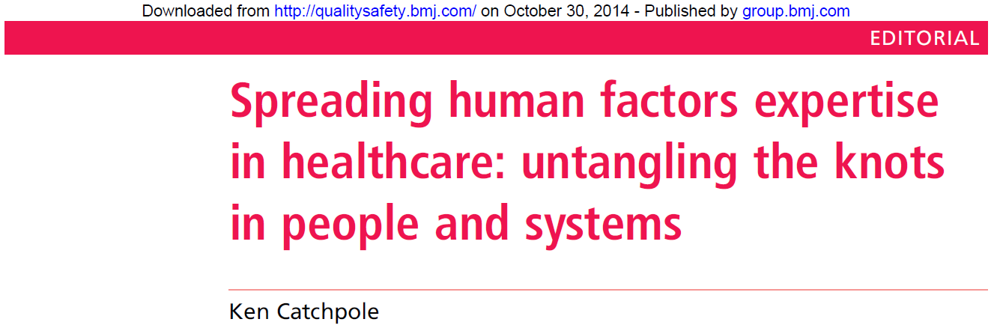 Downloaded from http://qualitysafety.bmj.com/ on October 30, 2014 - Published by group.bmj.com
EDITORIAL
Spreading human factors expertise
in healthcare: untangling the knots
in people and systems
Ken Catchpole